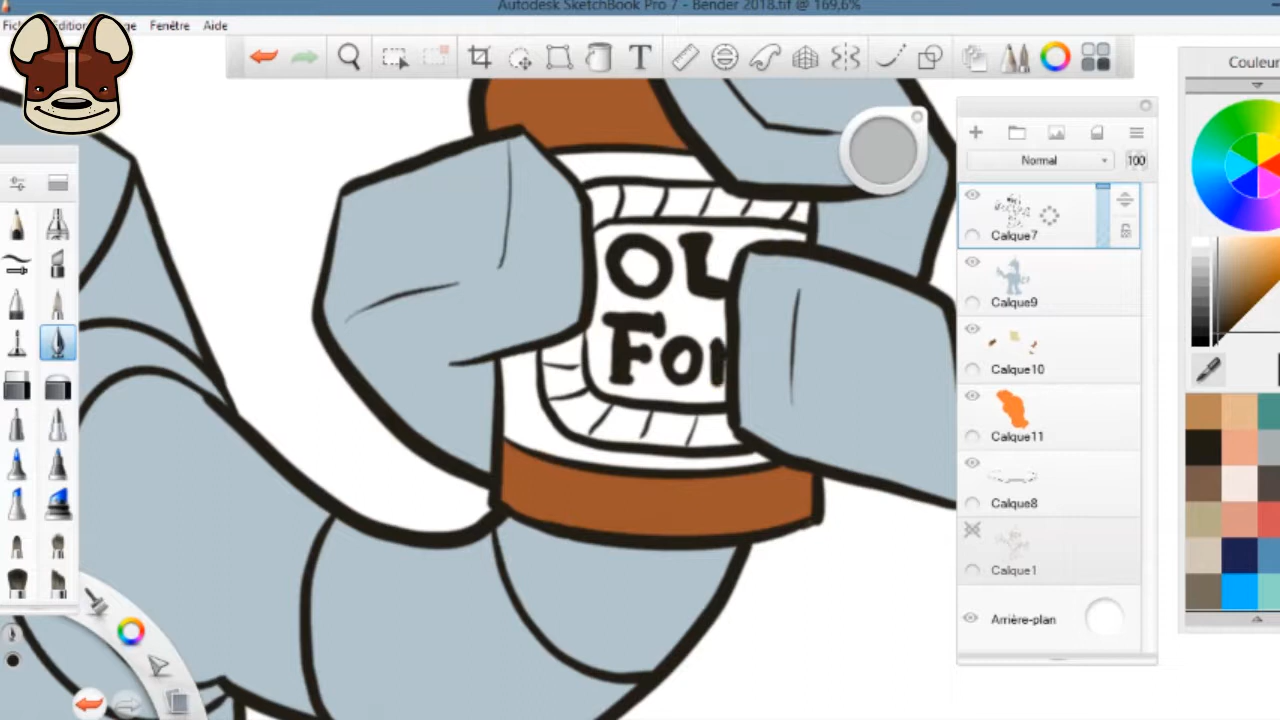 Autodesk SketchBook Pro 7 - Bender 2018.tif @ 169,6%
Fenêtre Aide
Couleur
Normal 100
Calque7
OL
For
Calque9
Calque10
Calque11
Calque8
Calque1
Arrière-plan